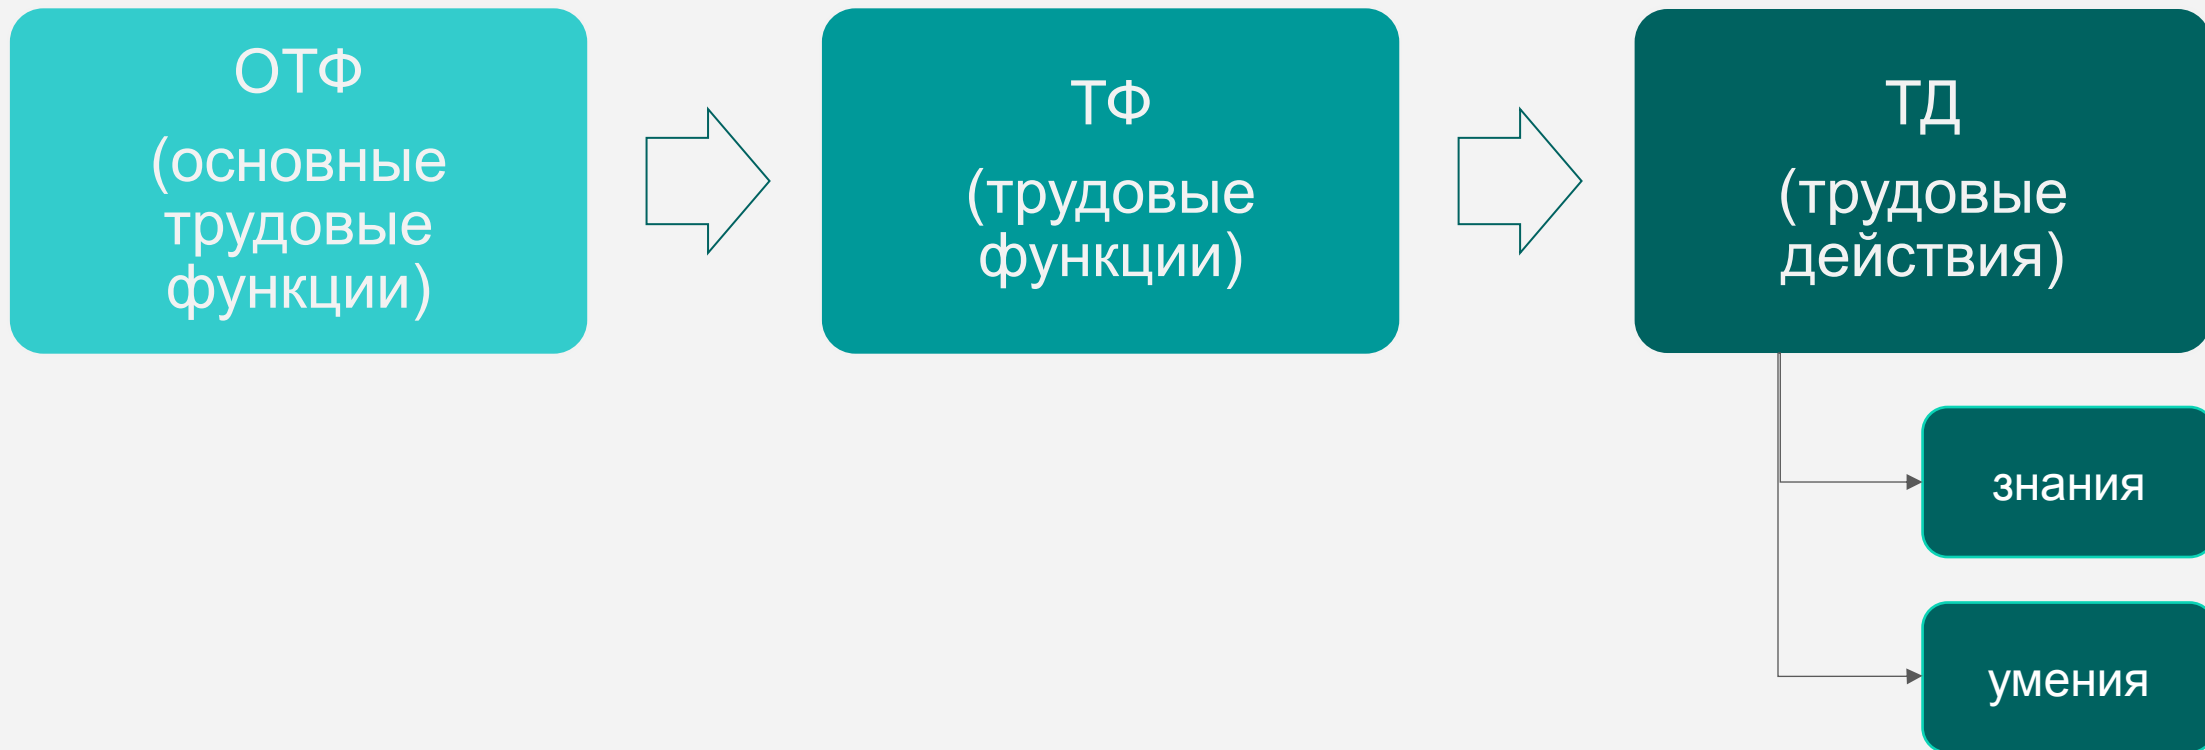 ОТФ
(основные
трудовые
функции)
ТФ
(трудовые
функции)
ТД
(трудовые
действия)
знания
умения